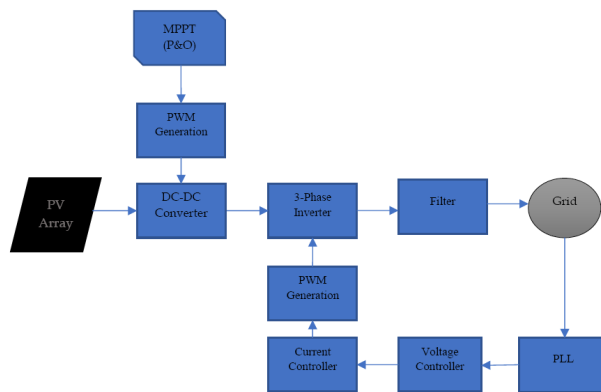 MPPT
(P&O)
PWM
Generation
PV
Array
DC-DC
Converter
3-Phase
Inverter
Filter
Grid
PWM
Generation
Current
Controller
Voltage
Controller
PLL